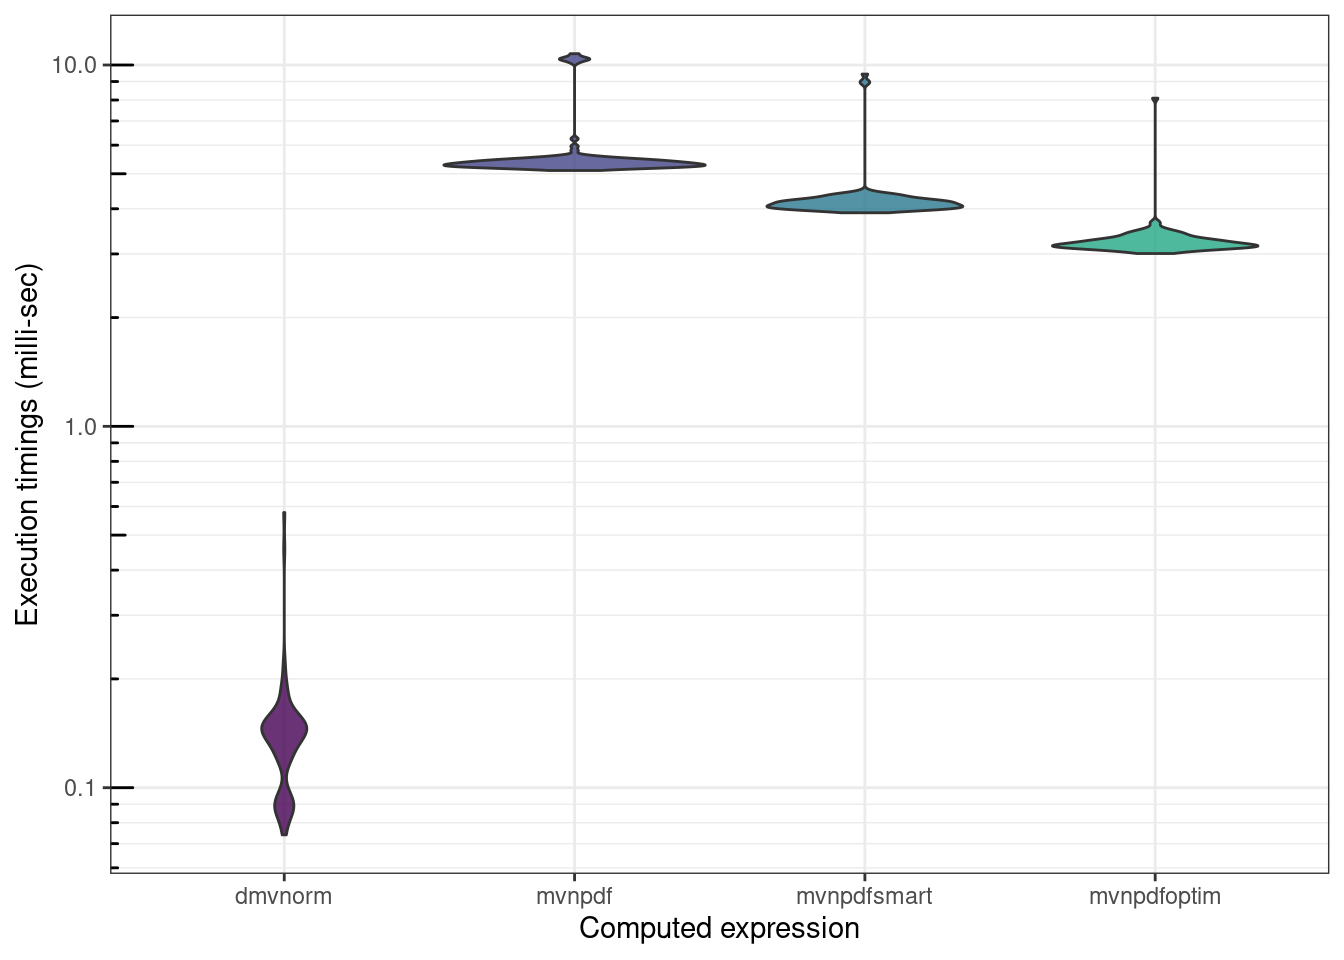 10.0
1.0
0.1
Execution timings (milli-sec)
dmvnorm mvnpdf mvnpdfsmart mvnpdfoptim
Computed expression